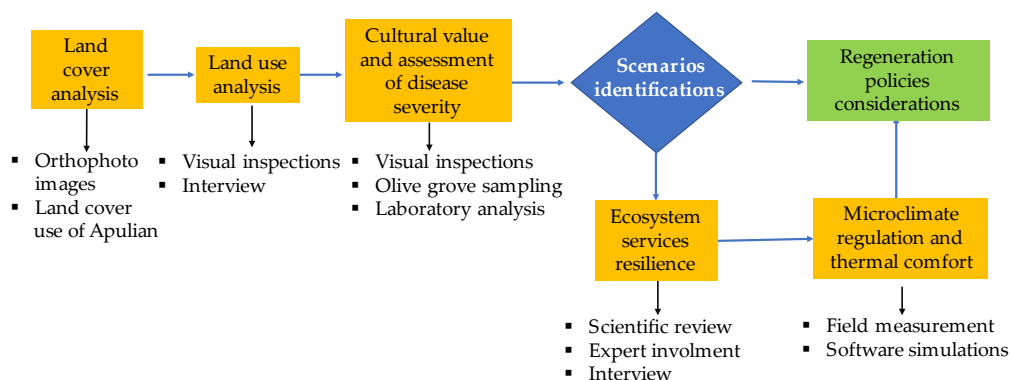 Land
cover
analysis
Land use
analysis
Cultural value
and assessment
of disease
severity
Scenarios
identifications
Regeneration
policies
considerations
▪ Orthophoto
images
▪ Land cover
use of Apulian
▪ Visual inspections
▪ Interview
▪ Visual inspections
▪ Olive grove sampling
▪ Laboratory analysis
Ecosystem
services
resilience
Microclimate
regulation and
thermal comfort
▪ Scientific review
▪ Expert involment
▪ Interview
▪ Field measurement
▪ Software simulations